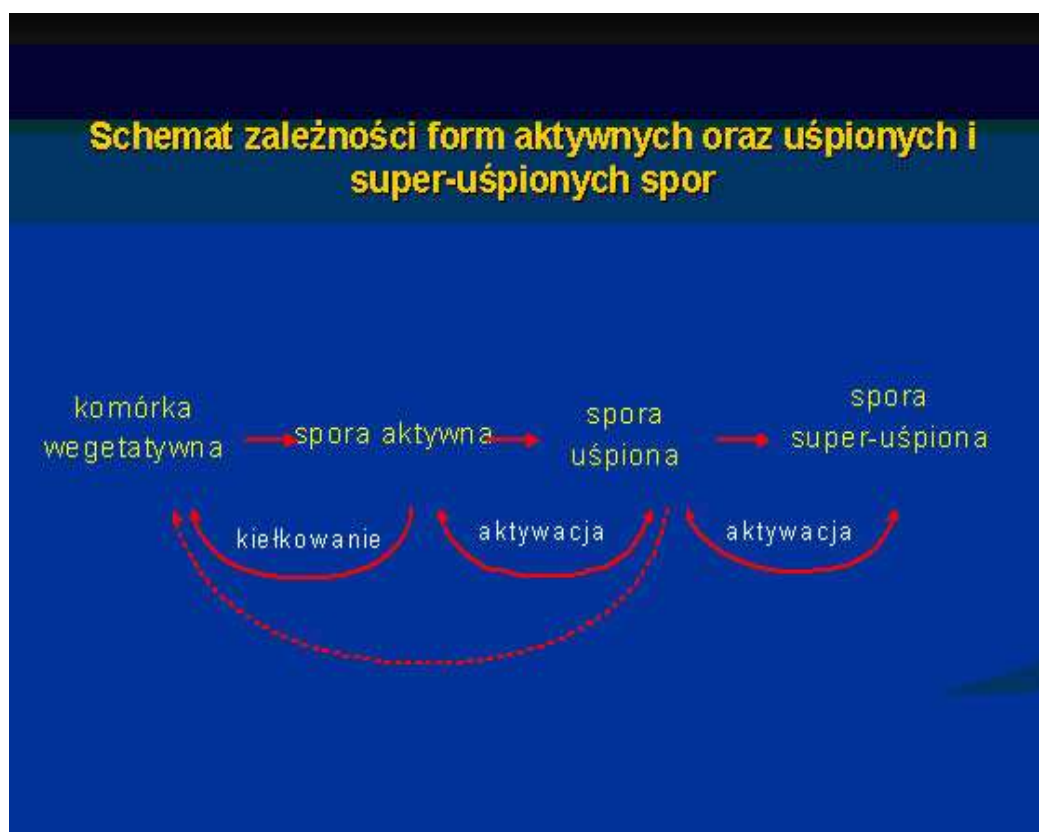 Schemat zależności form aktywnych oraz uśpionych i
super-uśpionych spor
komórka
wegetatywna
spora aktywna
spora
uśpiona
spora
super-uśpiona
kiełkowanie
aktywacja
aktywacja